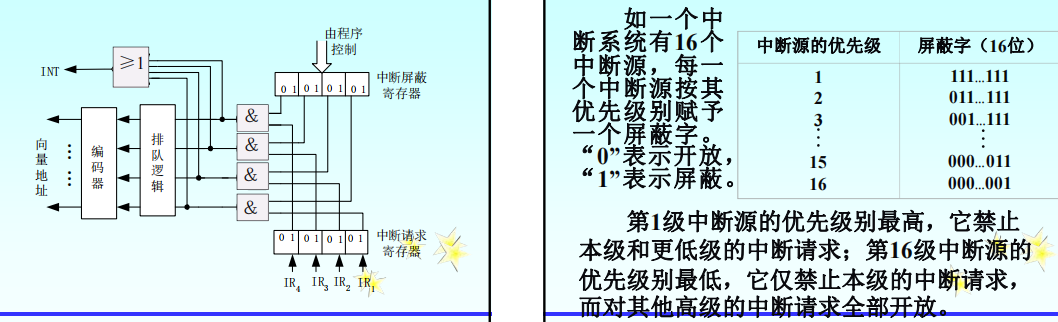 由程序
控制
≥1
INT
中断屏蔽
寄存器
0 1 0 1 0 1 0 1
&
&
&
&
向量地址
编码器
排队逻辑
中断请求
寄存器
0 1 0 1 0 1 0 1
IR4 IR3 IR2 IR1
如一个中
断系统有16个
中断源，每一
个中断源按其
优先级别赋予
一个屏蔽字。
“0”表示开放，
“1”表示屏蔽。
中断源的优先级 屏蔽字（16位）
1 111…111
2 011…111
3 001…111
⋮ ⋮
15 000…011
16 000…001
第1级中断源的优先级别最高，它禁止
本级和更低级的中断请求；第16级中断源的
优先级别最低，它仅禁止本级的中断请求，
而对其他高级的中断请求全部开放。